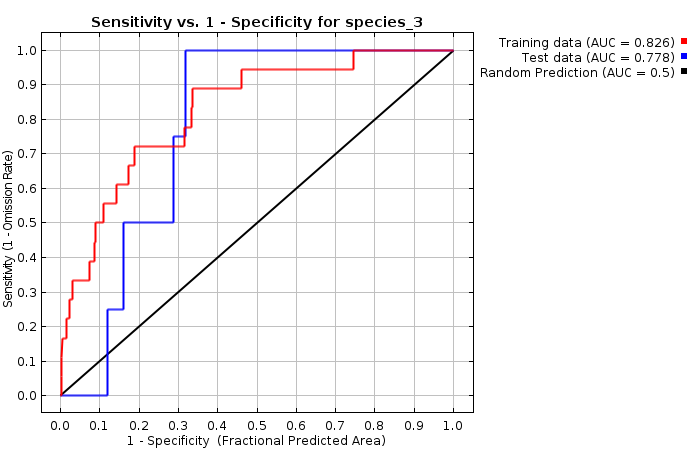 Sensitivity vs. 1 - Specificity for species_3
Training data (AUC = 0.826)
Test data (AUC = 0.778)
Random Prediction (AUC = 0.5)
Sensitivity (1 - Omission Rate)
1.0
0.9
0.8
0.7
0.6
0.5
0.4
0.3
0.2
0.1
0.0
0.0 0.1 0.2 0.3 0.4 0.5 0.6 0.7 0.8 0.9 1.0
1 - Specificity (Fractional Predicted Area)